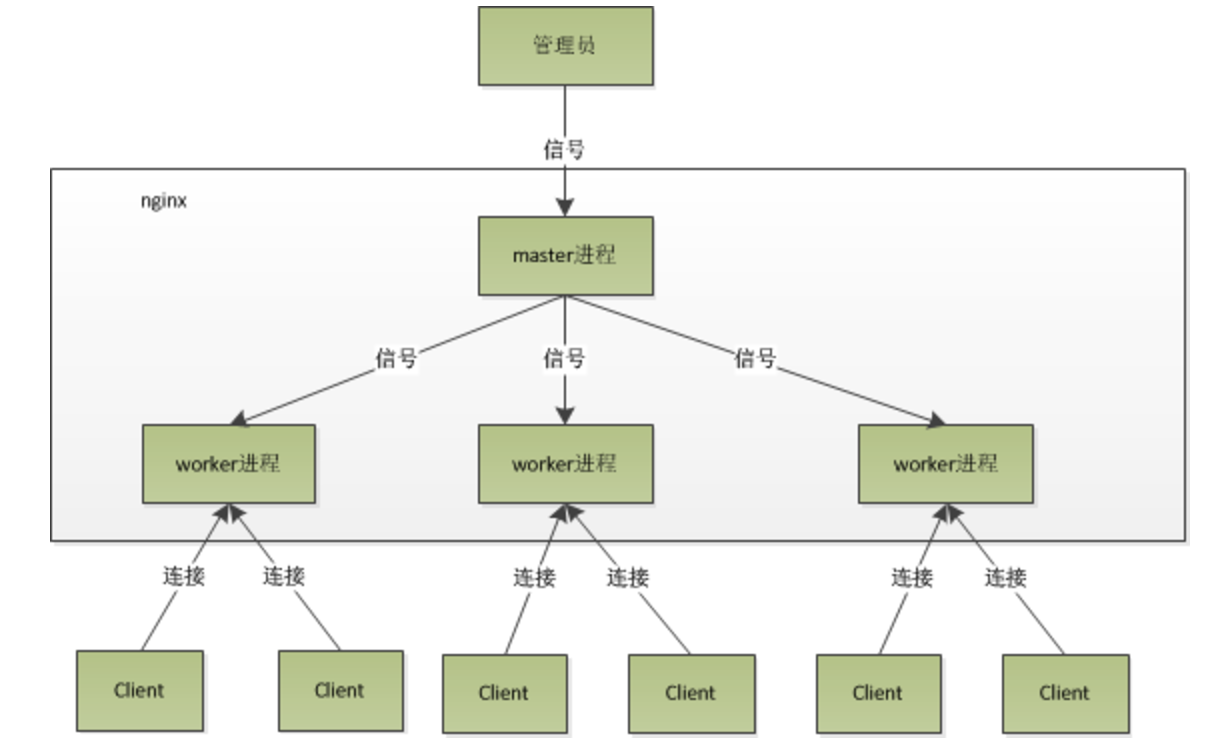 管理员
信号
nginx
master进程
信号
信号
信号
worker进程
worker进程
worker进程
连接
连接
连接
连接
连接
连接
Client
Client
Client
Client
Client
Client